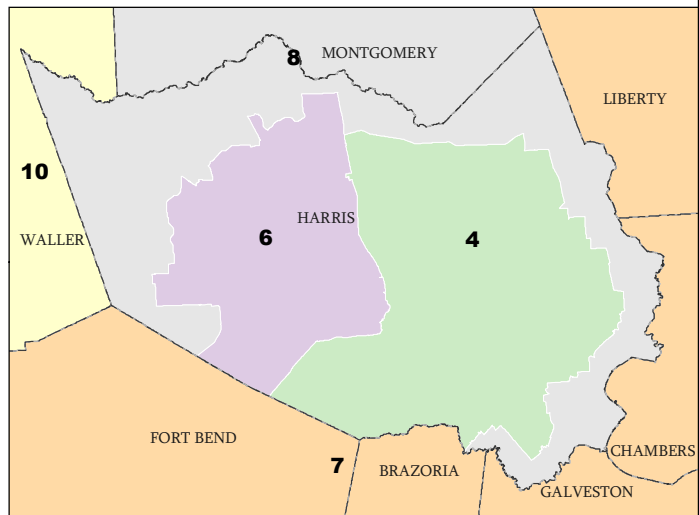 8
MONTGOMERY
LIBERTY
10
HARRIS
6
4
WALLER
FORT BEND
7
BRAZORIA
CHAMBERS
GALVESTON